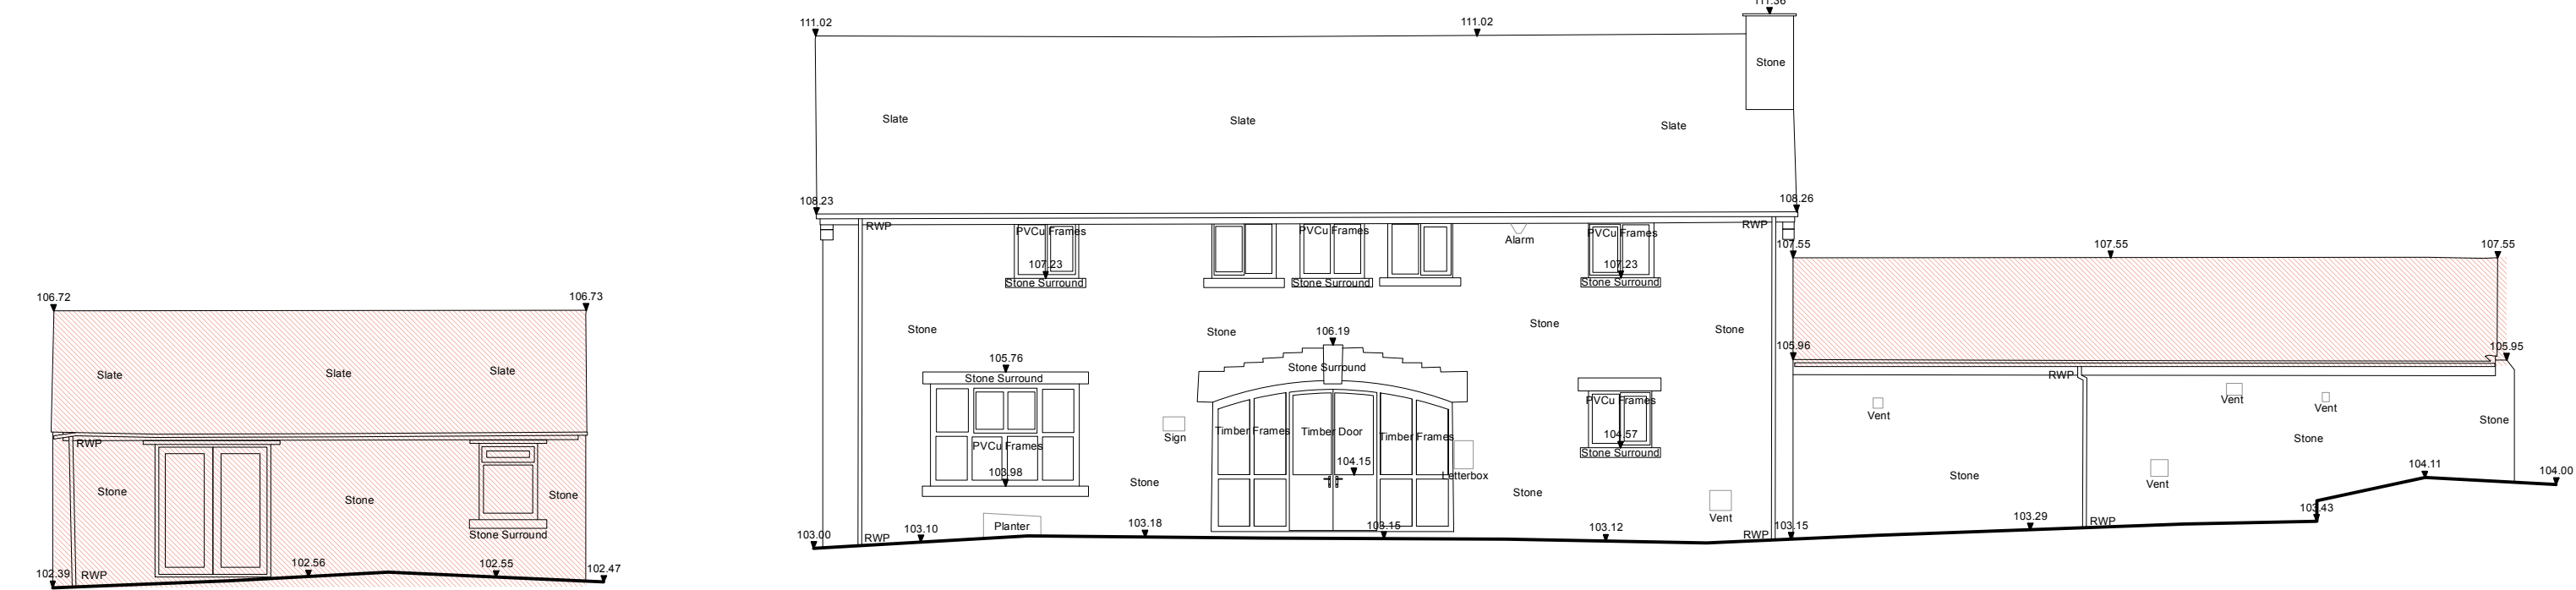 111.36
111.02
111.02
Stone
Slate
Slate
Slate
108.23
108.26
RWP
PVCu Frames
PVCu Frames
Alarm
PVCu Frames
RWP
107.55
107.55
107.55
107.23
107.23
Stone Surround
Stone Surround
Stone Surround
106.72
106.73
Stone
Stone
Stone
Stone
106.19
105.96
105.95
105.76
Stone Surround
Stone Surround
Slate
Slate
Slate
RWP
PVCu Frames
Vent
Vent
Vent
Stone
Sign
Timber Frames
Timber Door
Timber Frames
104.57
Stone Surround
Stone
RWP
PVCu Frames
103.98
104.15
Letterbox
Stone
Stone
Stone
Stone
Stone
Stone
Vent
Stone
104.11
104.00
Stone Surround
Planter
Vent
103.00
RWP
103.10
103.18
103.15
103.12
RWP
103.15
103.29
RWP
103.43
102.39
RWP
102.56
102.55
102.47